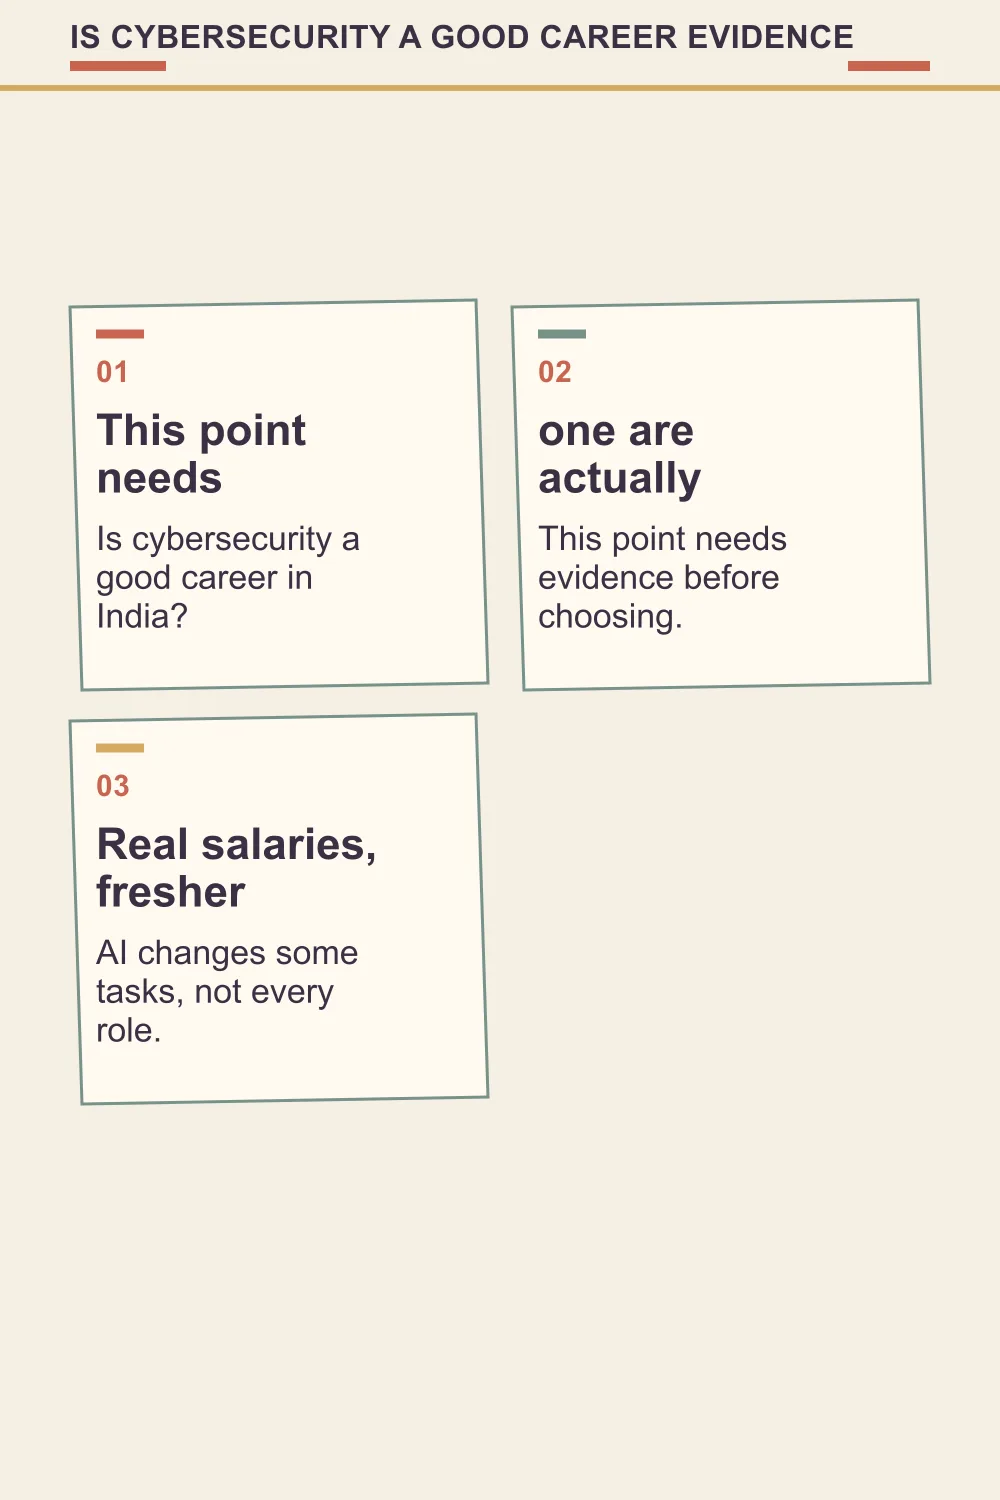 IS CYBERSECURITY A GOOD CAREER EVIDENCE
01
This point
needs
Is cybersecurity a
good career in
India?
02
one are
actually
This point needs
evidence before
choosing.
03
Real salaries,
fresher
AI changes some
tasks, not every
role.